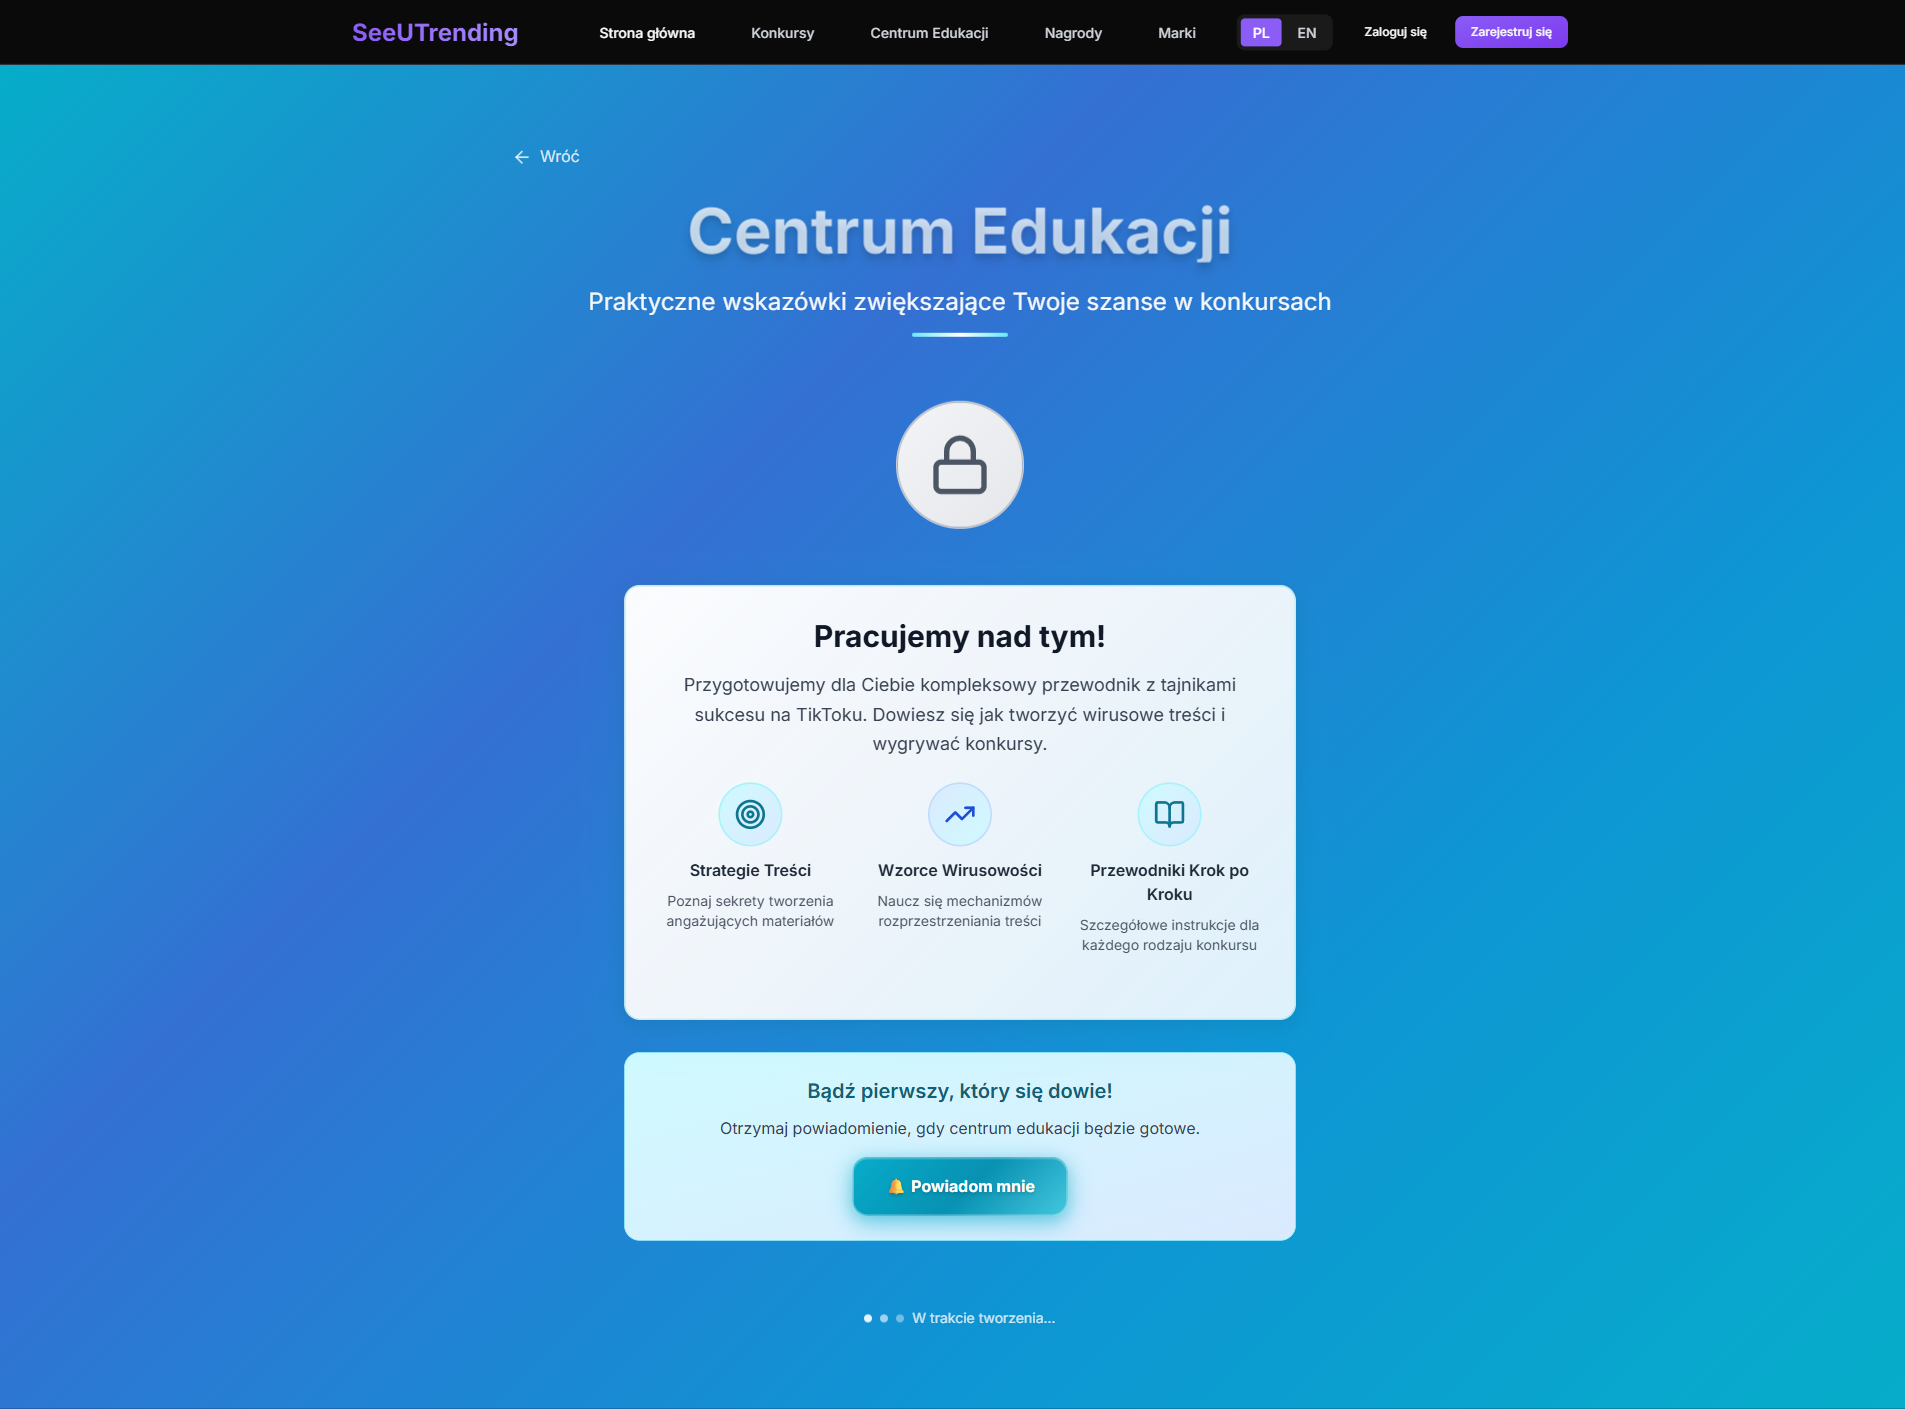 SeeUTrending
Strona główna
Konkursy
Centrum Edukacji
Nagrody
Marki
PL
EN
Zaloguj się
Zarejestruj się
Wróć
Centrum Edukacji
Praktyczne wskazówki zwiększające Twoje szanse w konkursach
Pracujemy nad tym!
Przygotowujemy dla Ciebie kompleksowy przewodnik z tajnikami
sukcesu na TikToku. Dowiesz się jak tworzyć wirusowe treści i
wygrywać konkursy.
Strategie Treści
Poznaj sekrety tworzenia
angażujących materiałów
Wzorce Wirusowości
Naucz się mechanizmów
rozprzestrzeniania treści
Przewodniki Krok po
Kroku
Szczegółowe instrukcje dla
każdego rodzaju konkursu
Bądź pierwszy, który się dowie!
Otrzymaj powiadomienie, gdy centrum edukacji będzie gotowe.
🔔 Powiadom mnie
W trakcie tworzenia...